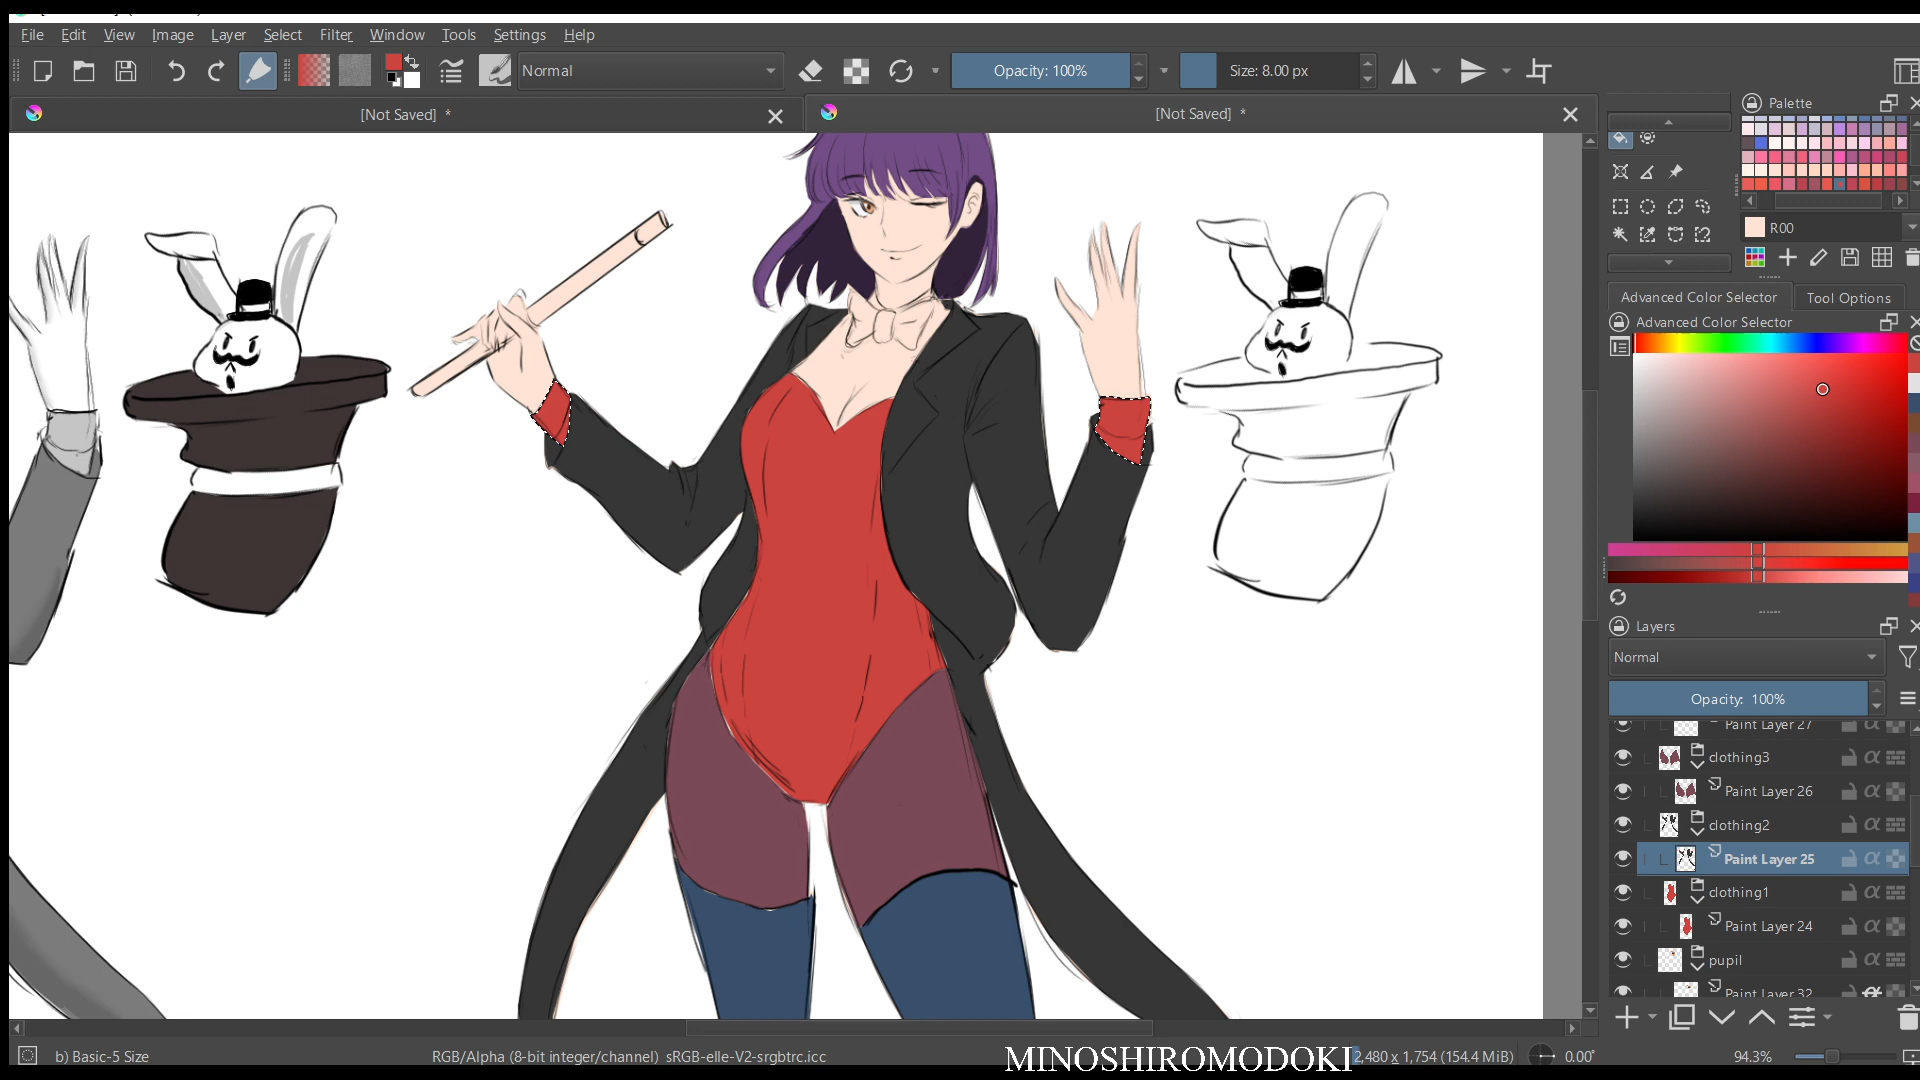 File Edit View Image Layer Select Filter Window Tools Settings Help
Normal
Opacity: 100%
Size: 8.00 px
[Not Saved] *
[Not Saved] *
Palette
R00
Advanced Color Selector
Tool Options
Advanced Color Selector
Layers
Normal
Opacity: 100%
Paint Layer 27
clothing3
Paint Layer 26
clothing2
Paint Layer 25
clothing1
Paint Layer 24
pupil
Paint Layer 32
b) Basic-5 Size
RGB/Alpha (8-bit integer/channel) sRGB-elle-V2-srgbtrc.icc
MINOSHIROMODOKI
2,480 x 1,754 (154.4 MiB)
0.00°
94.3%